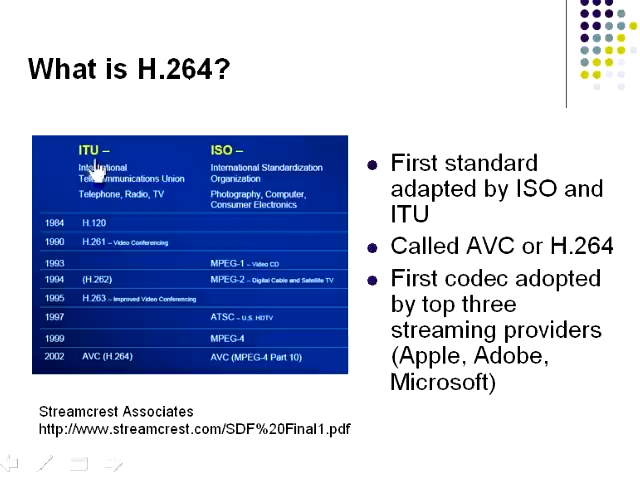 What is H.264?
ITU – ISO –
International Telecommunications Union
International Standardization Organization
Telephone, Radio, TV
Photography, Computer, Consumer Electronics
1984 H.120
1990 H.261 – Video Conferencing
1993 MPEG-1 – Video CD
1994 (H.262) MPEG-2 – Digital Cable and Satellite TV
1995 H.263 – Improved Video Conferencing
1997 ATSC – U.S. HDTV
1999 MPEG-4
2002 AVC (H.264) AVC (MPEG-4 Part 10)
Streamcrest Associates
http://www.streamcrest.com/SDF%20Final1.pdf
First standard
adapted by ISO and
ITU
Called AVC or H.264
First codec adopted
by top three
streaming providers
(Apple, Adobe,
Microsoft)